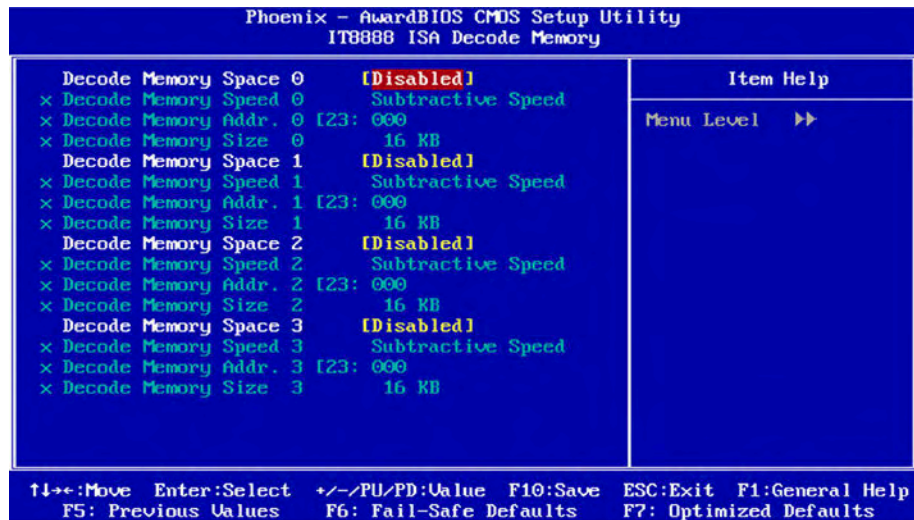 Phoenix - AwardBIOS CMOS Setup Utility
IT8888 ISA Decode Memory
Decode Memory Space 0 [Disabled] Item Help
x Decode Memory Speed 0 Subtractive Speed
x Decode Memory Addr. 0 [23: 000 Menu Level ▸▸
x Decode Memory Size 0 16 KB
Decode Memory Space 1 [Disabled]
x Decode Memory Speed 1 Subtractive Speed
x Decode Memory Addr. 1 [23: 000
x Decode Memory Size 1 16 KB
Decode Memory Space 2 [Disabled]
x Decode Memory Speed 2 Subtractive Speed
x Decode Memory Addr. 2 [23: 000
x Decode Memory Size 2 16 KB
Decode Memory Space 3 [Disabled]
x Decode Memory Speed 3 Subtractive Speed
x Decode Memory Addr. 3 [23: 000
x Decode Memory Size 3 16 KB
↑↓→←:Move Enter:Select +/-/PU/PD:Value F10:Save ESC:Exit F1:General Help
F5: Previous Values F6: Fail-Safe Defaults F7: Optimized Defaults